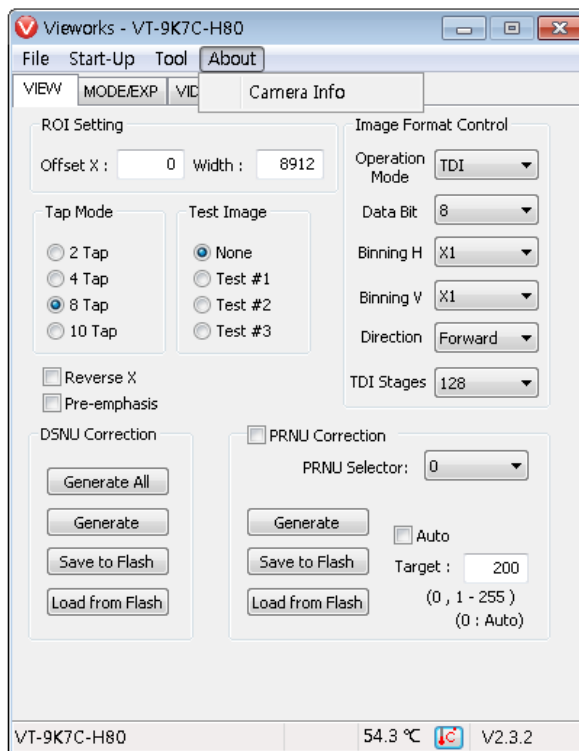 Vieworks - VT-9K7C-H80
File Start-Up Tool About
VIEW MODE/EXP VID
Camera Info
ROI Setting
Offset X : 0 Width : 8912
Image Format Control
Operation Mode TDI
Data Bit 8
Binning H X1
Binning V X1
Direction Forward
TDI Stages 128
Tap Mode
2 Tap
4 Tap
8 Tap
10 Tap
Test Image
None
Test #1
Test #2
Test #3
Reverse X
Pre-emphasis
DSNU Correction
Generate All
Generate
Save to Flash
Load from Flash
PRNU Correction
PRNU Selector: 0
Generate
Save to Flash
Load from Flash
Auto
Target : 200
(0 , 1 - 255 )
(0 : Auto)
VT-9K7C-H80 54.3 ℃ C V2.3.2